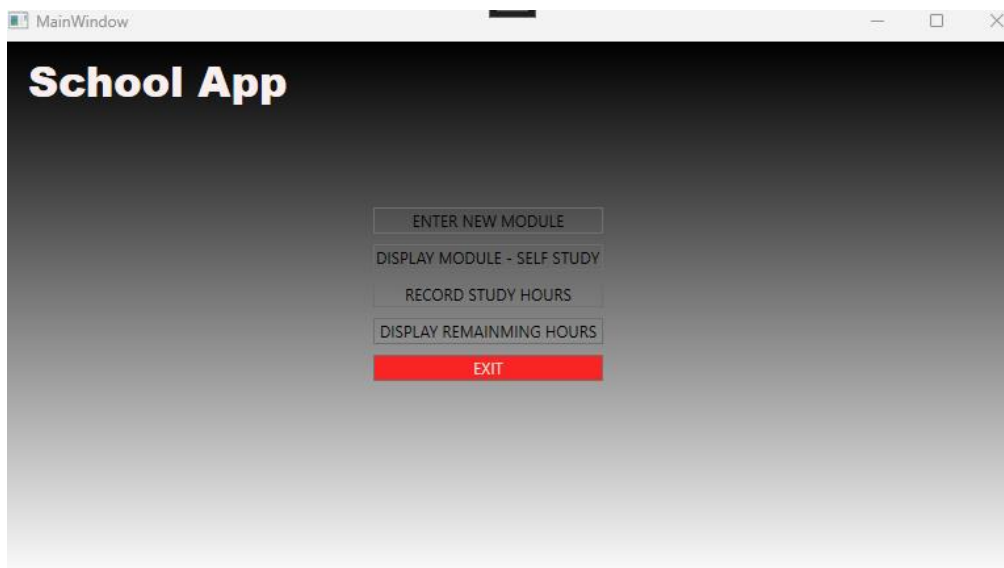 MainWindow
School App
ENTER NEW MODULE
DISPLAY MODULE - SELF STUDY
RECORD STUDY HOURS
DISPLAY REMAINMING HOURS
EXIT